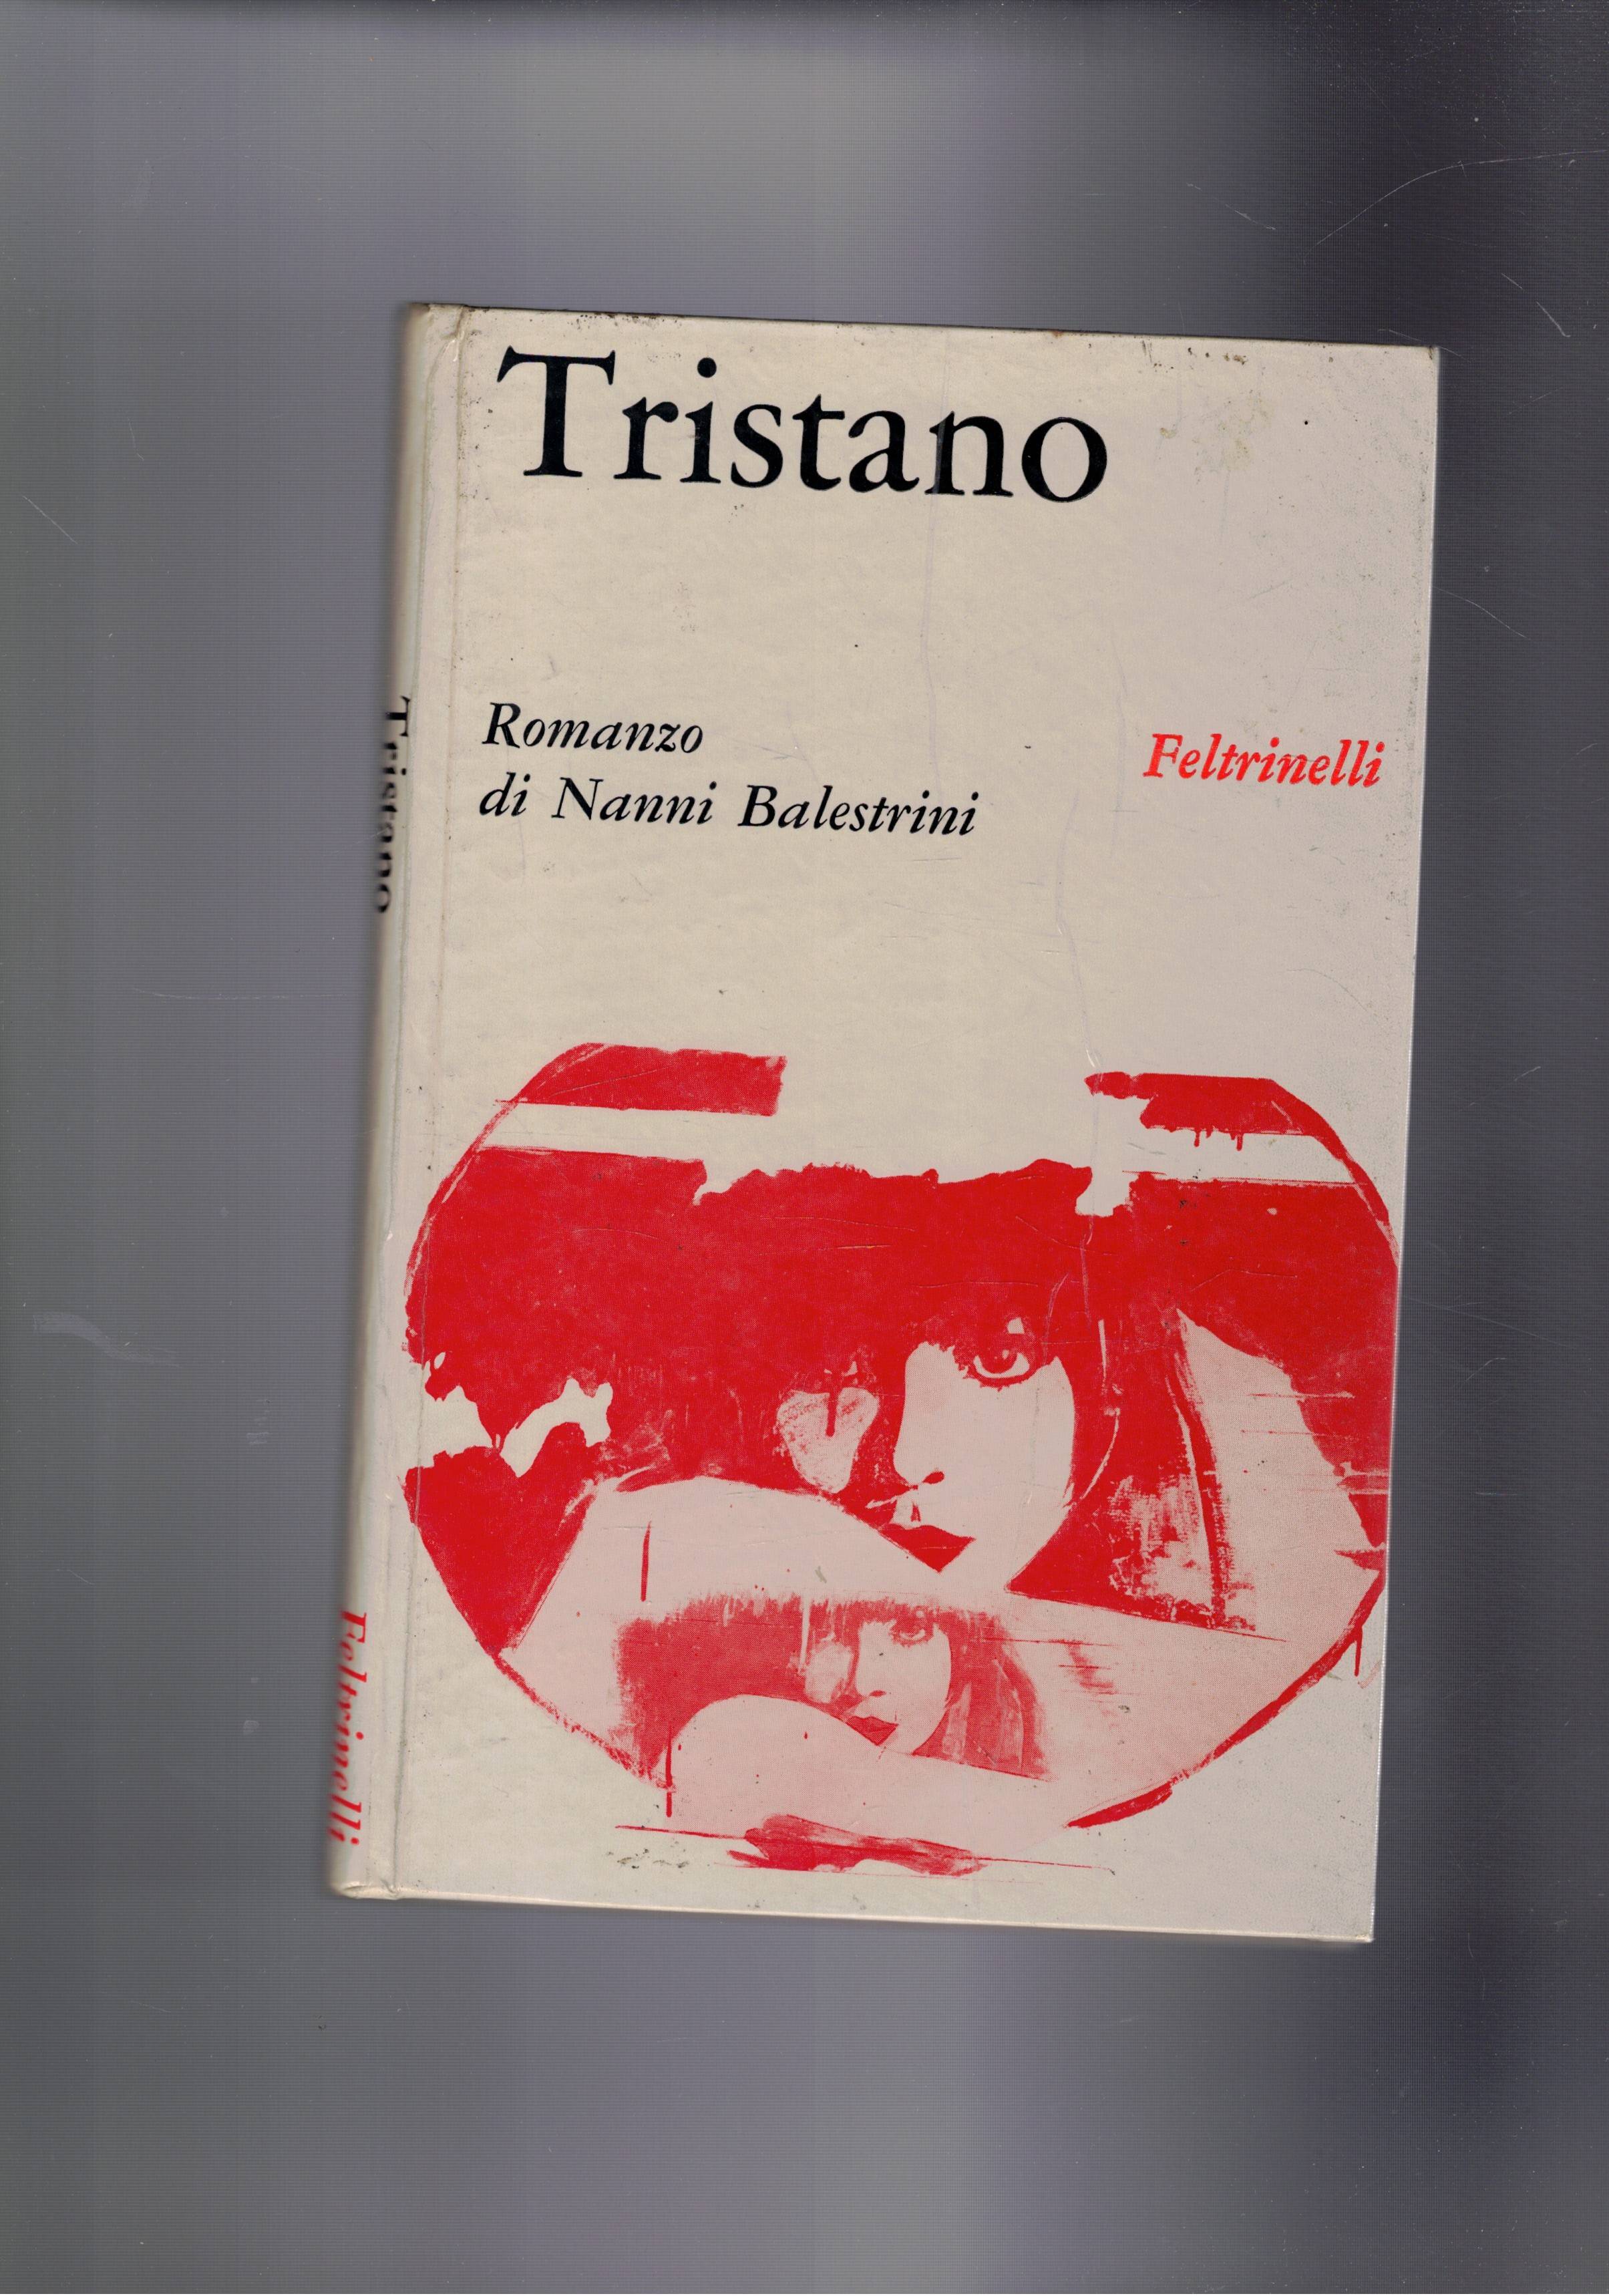 Tristano
Romanzo
di Nanni Balestrini
Feltrinelli
Tristano
Feltrinelli